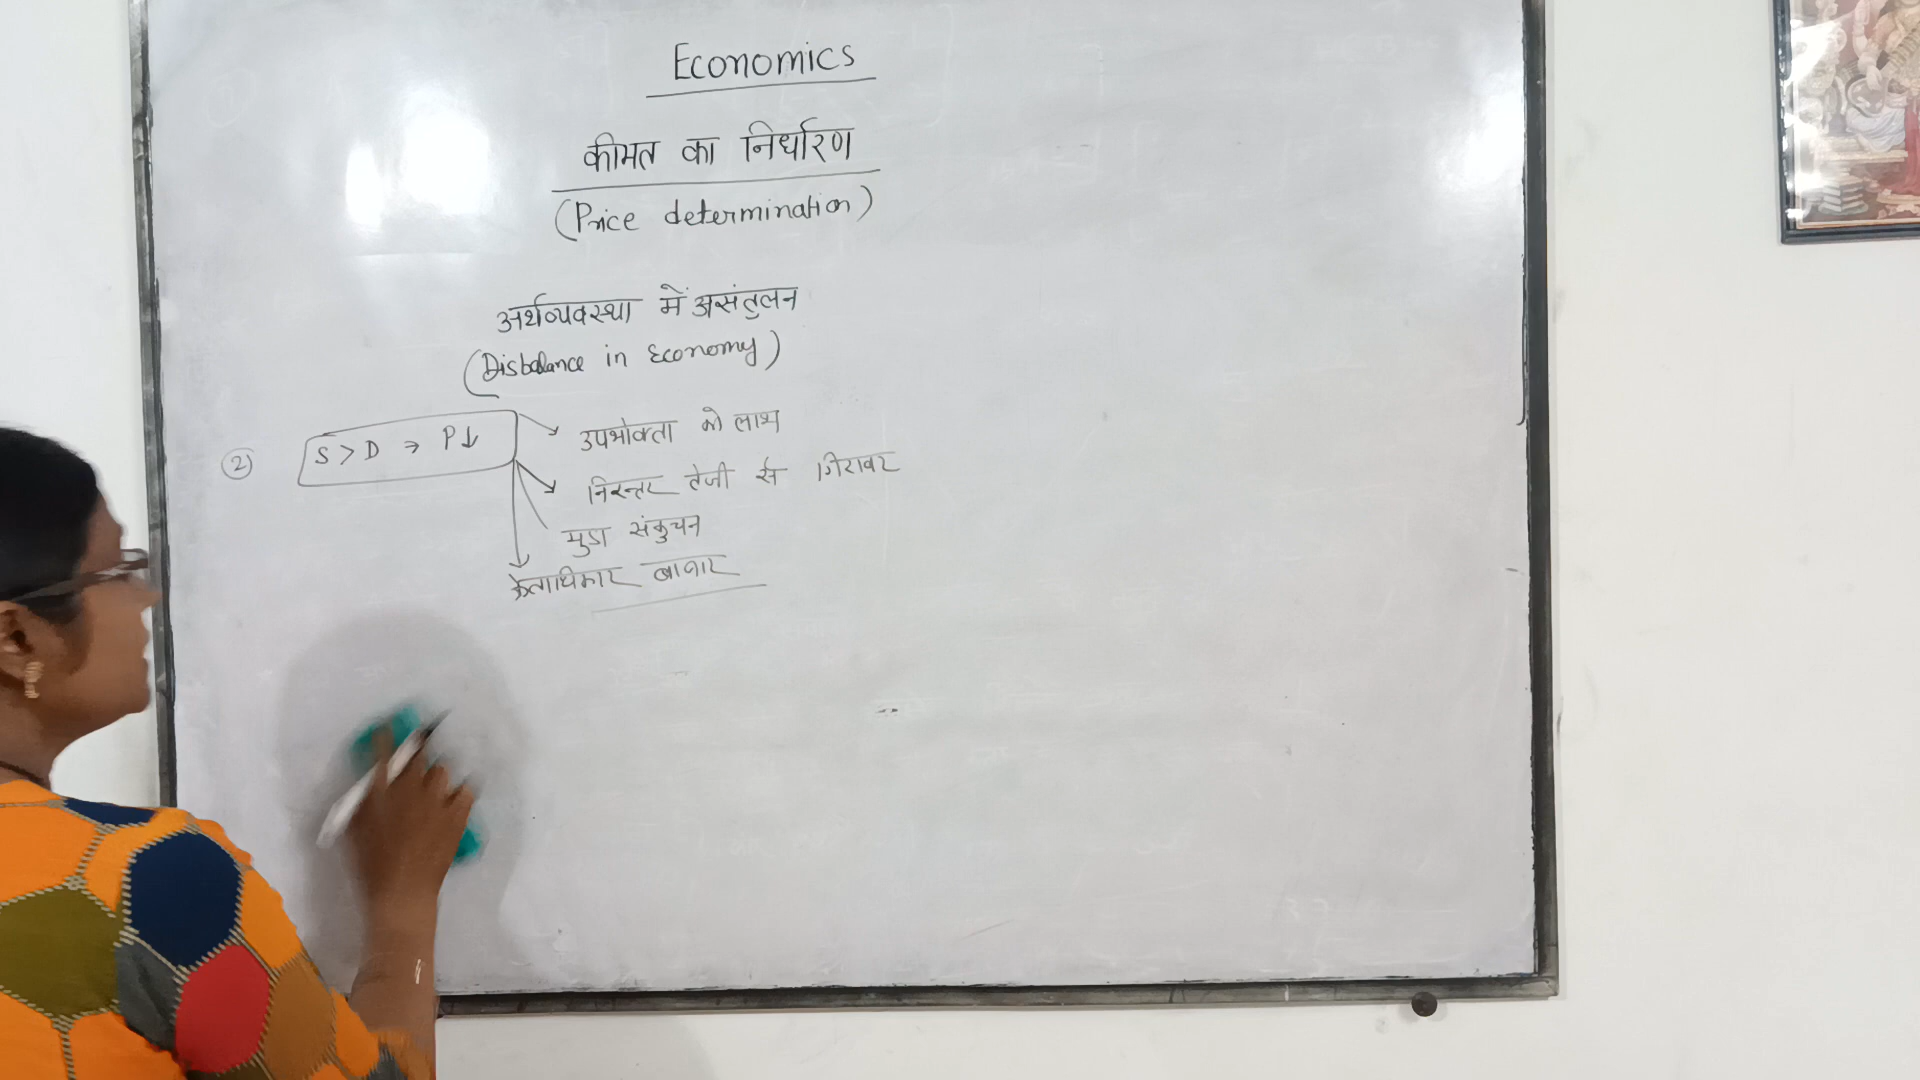 Economics
कीमत का निर्धारण
(Price determination)
अर्थव्यवस्था में असंतुलन
(Disbalance in Economy)
2) S > D → P↓
उपभोक्ता को लाभ
निरन्तर तेजी से गिरावट
मुद्रा संकुचन
क्रेताधिकार बाजार